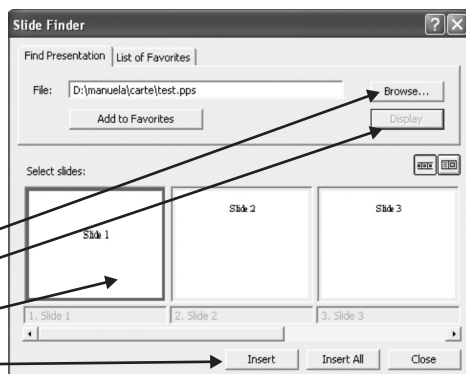 Slide Finder
Find Presentation List of Favorites
File: D:\manuela\carte\test.pps Browse...
Add to Favorites Display
Select slides:
Slide 1 Slide 2 Slide 3
1. Slide 1 2. Slide 2 3. Slide 3
Insert Insert All Close